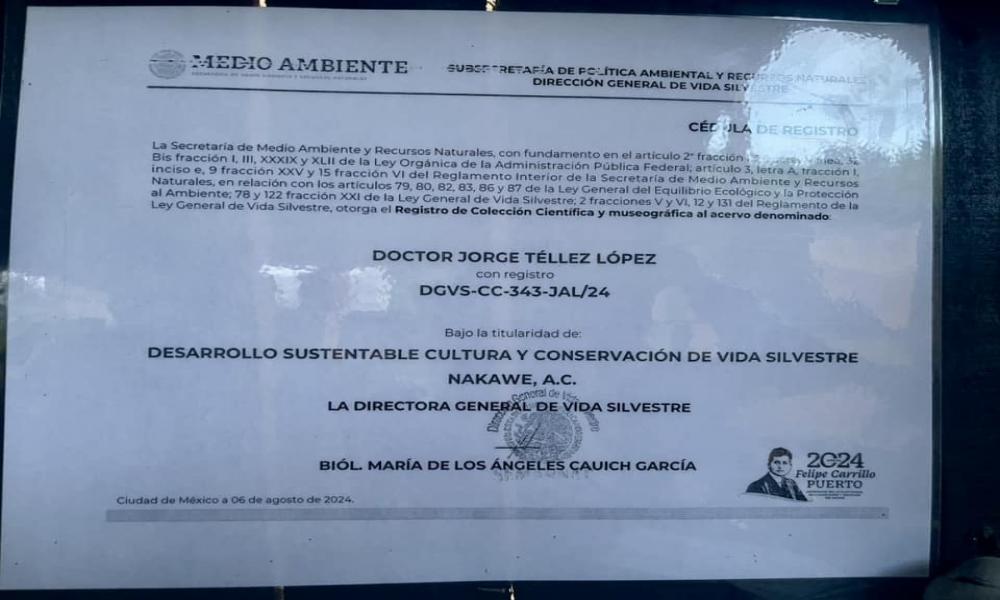 MEDIO AMBIENTE
SUBSECRETARÍA DE POLÍTICA AMBIENTAL Y RECURSOS NATURALES
DIRECCIÓN GENERAL DE VIDA SILVESTRE
CÉDULA DE REGISTRO
La Secretaría de Medio Ambiente y Recursos Naturales, con fundamento en el artículo 2° fracción
Bis fracción I, III, XXXIX y XLII de la Ley Orgánica de la Administración Pública Federal; artículo 3, letra A, fracción I,
inciso e, 9 fracción XXV y 15 fracción VI del Reglamento Interior de la Secretaría de Medio Ambiente y Recursos
Naturales, en relación con los artículos 79, 80, 82, 83, 86 y 87 de la Ley General del Equilibrio Ecológico y la Protección
al Ambiente; 78 y 122 fracción XXI de la Ley General de Vida Silvestre; 2 fracciones V y VI, 12 y 131 del Reglamento de la
Ley General de Vida Silvestre, otorga el Registro de Colección Científica y museográfica al acervo denominado:
DOCTOR JORGE TÉLLEZ LÓPEZ
con registro
DGVS-CC-343-JAL/24
Bajo la titularidad de:
DESARROLLO SUSTENTABLE CULTURA Y CONSERVACIÓN DE VIDA SILVESTRE
NAKAWE, A.C.
LA DIRECTORA GENERAL DE VIDA SILVESTRE
BIÓL. MARÍA DE LOS ÁNGELES CAUICH GARCÍA
2024
Felipe Carrillo
PUERTO
Ciudad de México a 06 de agosto de 2024.